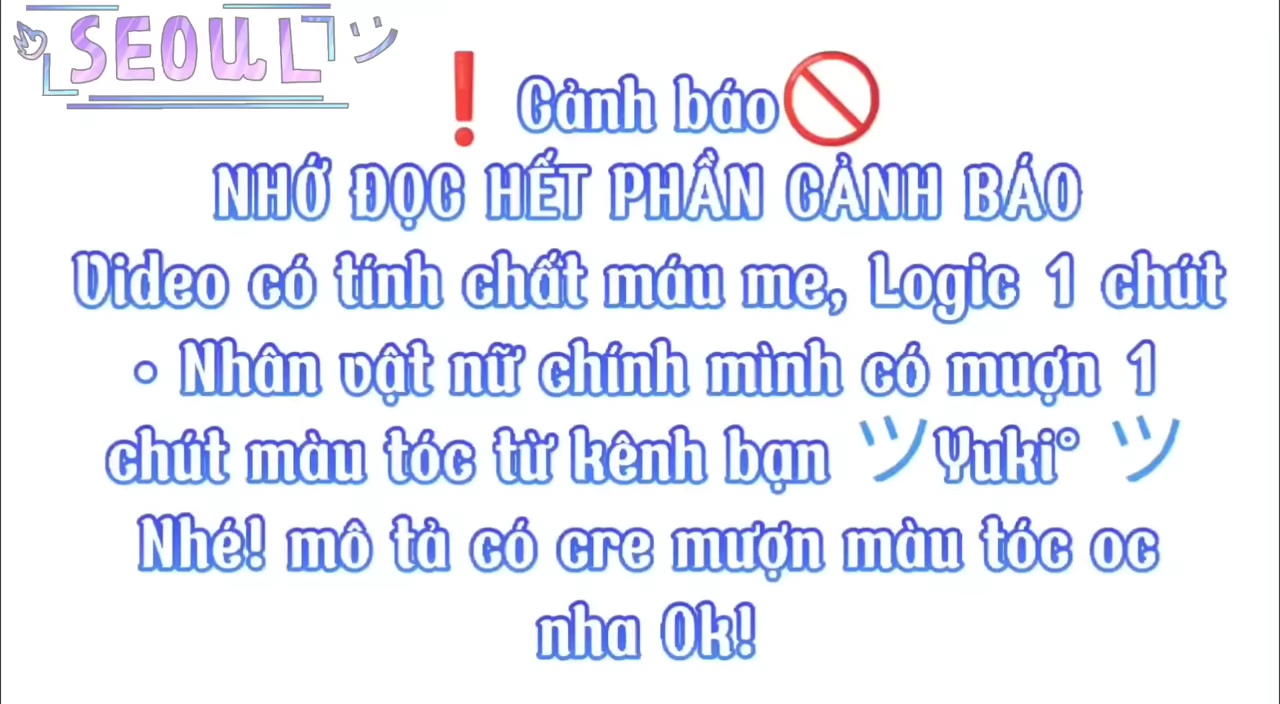 SEOUL ツ
❗Cảnh báo🚫
NHỚ ĐỌC HẾT PHẦN CẢNH BÁO
Video có tính chất máu me, Logic 1 chút
• Nhân vật nữ chính mình có muợn 1
chút màu tóc từ kênh bạn ツYuki° ツ
Nhé! mô tả có cre mượn màu tóc oc
nha Ok!